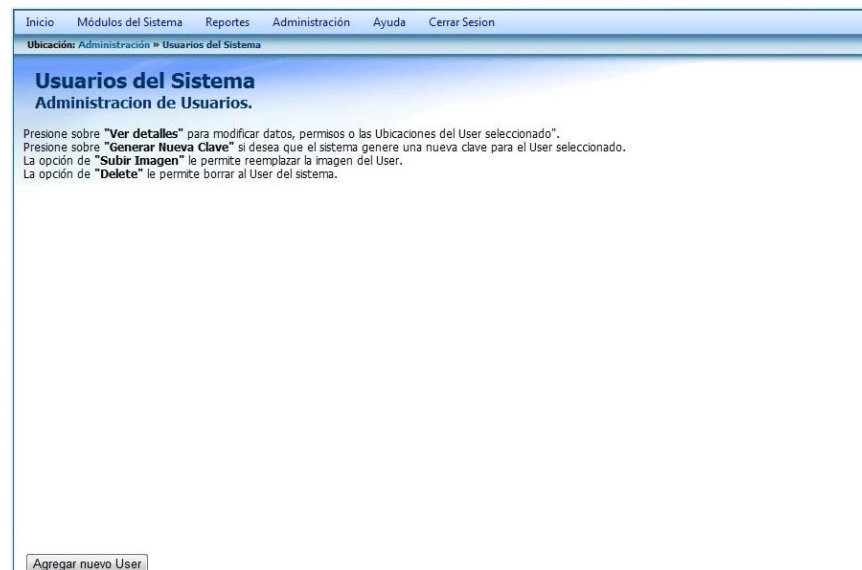 Inicio Módulos del Sistema Reportes Administración Ayuda Cerrar Sesion
Ubicación: Administración » Usuarios del Sistema
Usuarios del Sistema
Administracion de Usuarios.
Presione sobre "Ver detalles" para modificar datos, permisos o las Ubicaciones del User seleccionado".
Presione sobre "Generar Nueva Clave" si desea que el sistema genere una nueva clave para el User seleccionado.
La opción de "Subir Imagen" le permite reemplazar la imagen del User.
La opción de "Delete" le permite borrar al User del sistema.
Agregar nuevo User